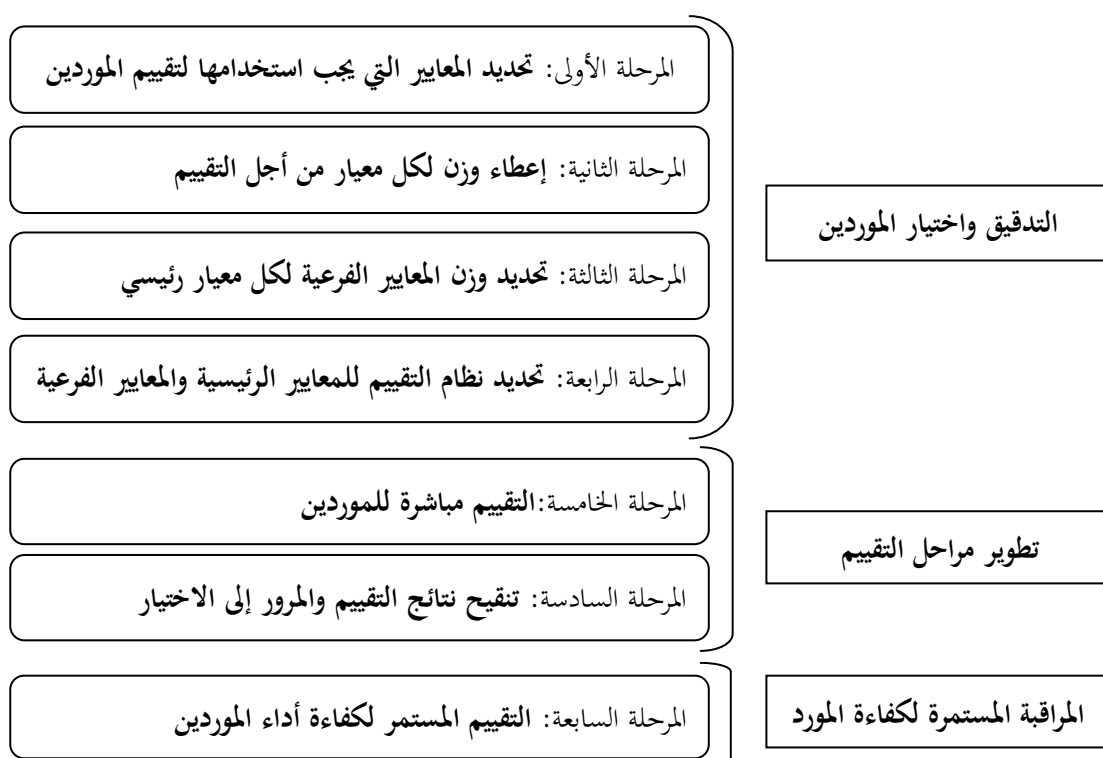 المرحلة الأولى: تحديد المعايير التي يجب استخدامها لتقييم الموردين
المرحلة الثانية: إعطاء وزن لكل معيار من أجل التقييم
التدقيق واختيار الموردين
المرحلة الثالثة: تحديد وزن المعايير الفرعية لكل معيار رئيسي
المرحلة الرابعة: تحديد نظام التقييم للمعايير الرئيسية والمعايير الفرعية
المرحلة الخامسة:التقييم مباشرة للموردين
تطوير مراحل التقييم
المرحلة السادسة: تنقيح نتائج التقييم والمرور إلى الاختيار
المراقبة المستمرة لكفاءة المورد
المرحلة السابعة: التقييم المستمر لكفاءة أداء الموردين